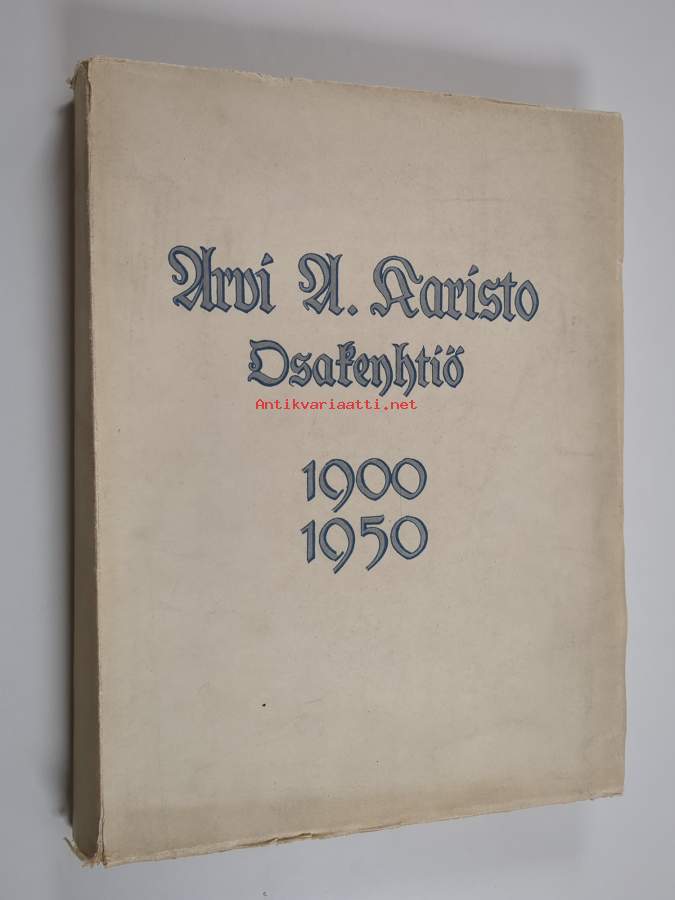 Arvi A. Karisto
Osakeyhtiö
Antikvariaatti.net
1900
1950